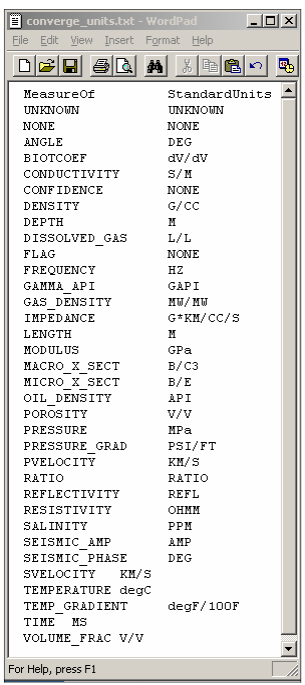 converge_units.txt - WordPad
File Edit View Insert Format Help
MeasureOf StandardUnits
UNKNOWN UNKNOWN
NONE NONE
ANGLE DEG
BIOTCOEF dV/dV
CONDUCTIVITY S/M
CONFIDENCE NONE
DENSITY G/CC
DEPTH M
DISSOLVED_GAS L/L
FLAG NONE
FREQUENCY HZ
GAMMA_API GAPI
GAS_DENSITY MW/MW
IMPEDANCE G*KM/CC/S
LENGTH M
MODULUS GPa
MACRO_X_SECT B/C3
MICRO_X_SECT B/E
OIL_DENSITY API
POROSITY V/V
PRESSURE MPa
PRESSURE_GRAD PSI/FT
PVELOCITY KM/S
RATIO RATIO
REFLECTIVITY REFL
RESISTIVITY OHMM
SALINITY PPM
SEISMIC_AMP AMP
SEISMIC_PHASE DEG
SVELOCITY KM/S
TEMPERATURE degC
TEMP_GRADIENT degF/100F
TIME MS
VOLUME_FRAC V/V
For Help, press F1